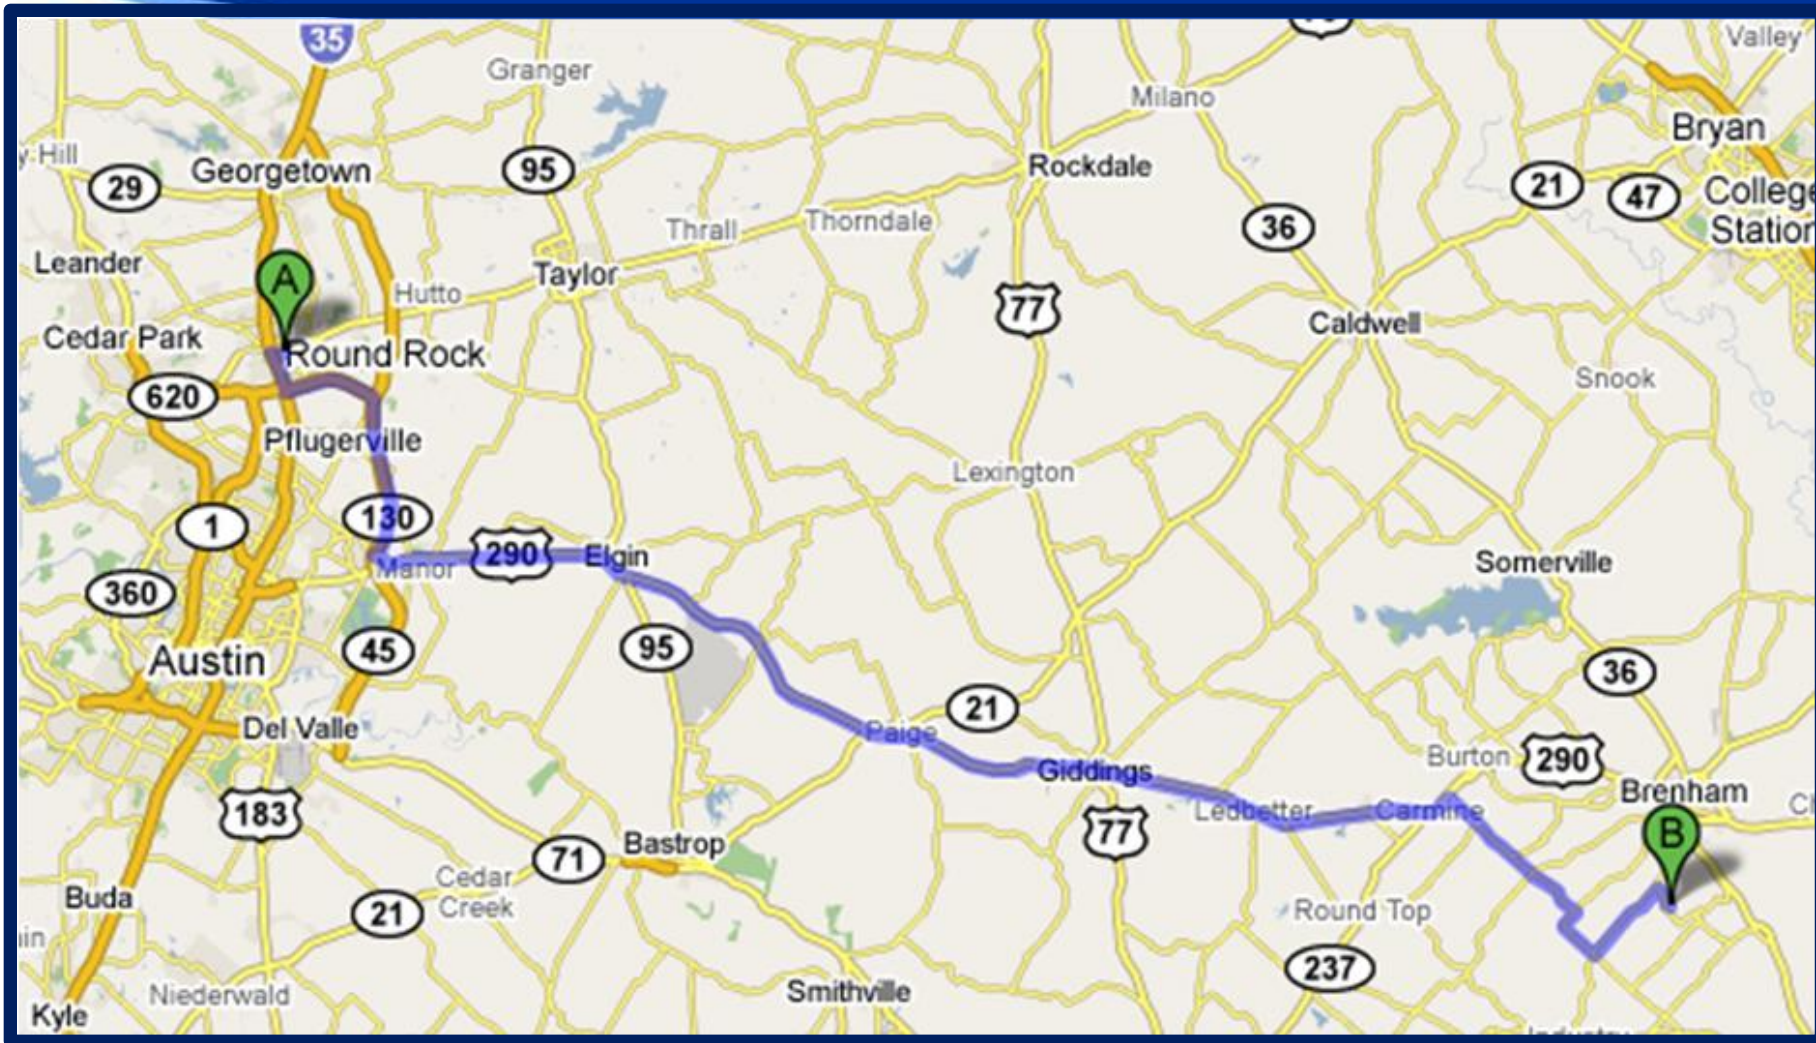 35
Granger
Valley
Milano
Bryan
y Hill
Georgetown
29
95
Rockdale
21
47
College
Station
Thrall
Thorndale
36
Leander
A
Taylor
Hutto
77
Caldwell
Cedar Park
Round Rock
620
Snook
Pflugerville
Lexington
1
130
290
Elgin
Manor
Somerville
360
Austin
45
95
36
21
Del Valle
Paige
Giddings
Burton
290
Brenham
183
Ledbetter
Carmine
77
B
Bastrop
71
Cedar
Creek
Buda
21
Round Top
237
Niederwald
Smithville
Kyle